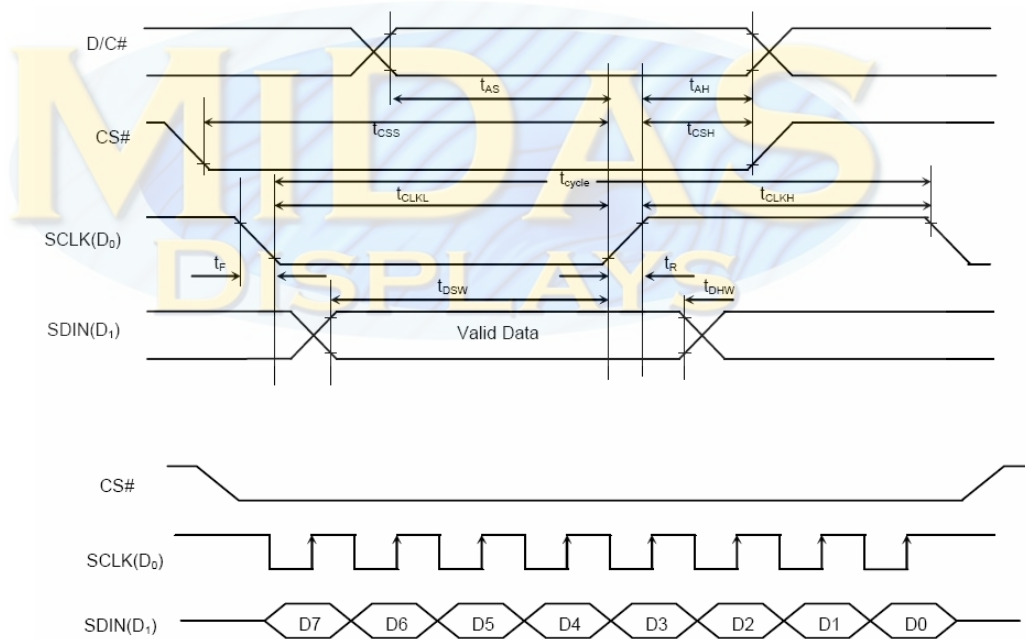 MIDAS
DISPLAYS
D/C#
tAS
tAH
tCSS
tCSH
CS#
tcycle
tCLKL
tCLKH
SCLK(D0)
tF
tR
tDSW
tDHW
SDIN(D1)
Valid Data
CS#
SCLK(D0)
SDIN(D1)
D7 D6 D5 D4 D3 D2 D1 D0